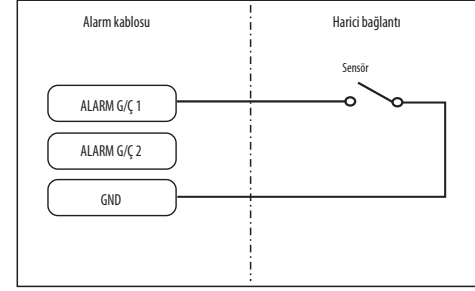 Alarm kablosu
Harici bağlantı
Sensör
ALARM G/Ç 1
ALARM G/Ç 2
GND